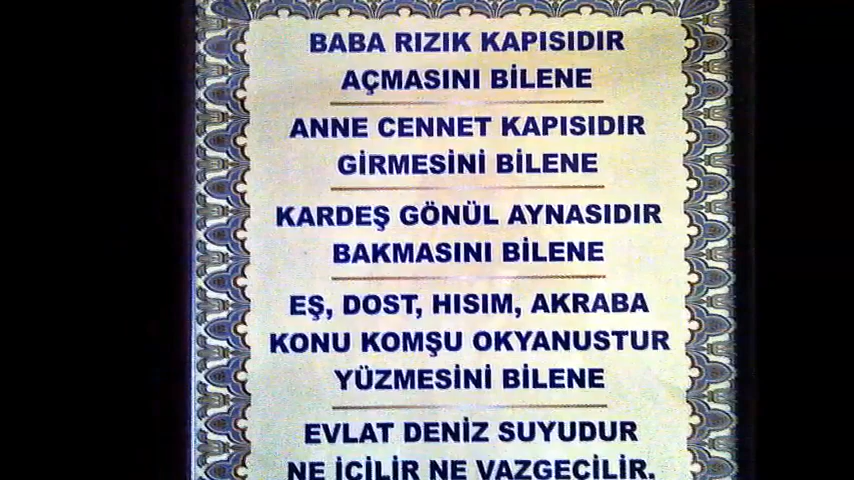 BABA RIZIK KAPISIDIR
AÇMASINI BİLENE
ANNE CENNET KAPISIDIR
GİRMESİNİ BİLENE
KARDEŞ GÖNÜL AYNASIDIR
BAKMASINI BİLENE
EŞ, DOST, HISIM, AKRABA
KONU KOMŞU OKYANUSTUR
YÜZMESİNİ BİLENE
EVLAT DENİZ SUYUDUR
NE İÇİLİR NE VAZGEÇİLİR.